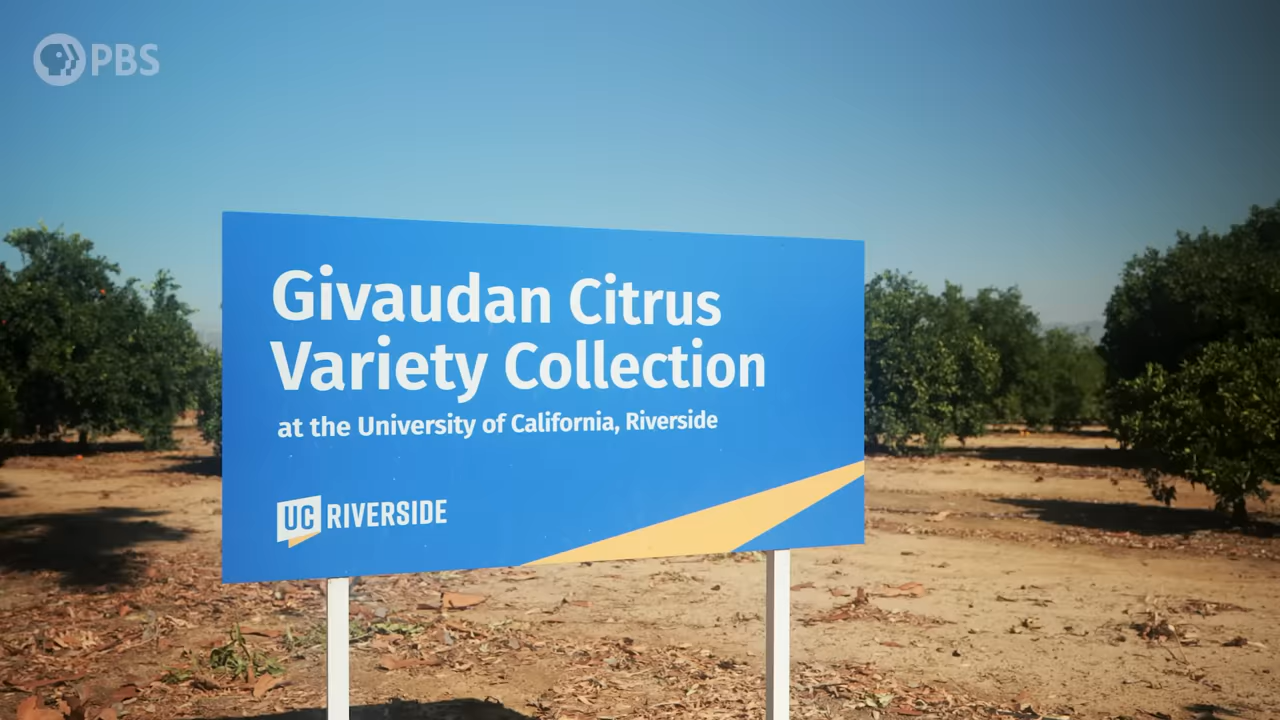 PBS
Givaudan Citrus
Variety Collection
at the University of California, Riverside
UC RIVERSIDE